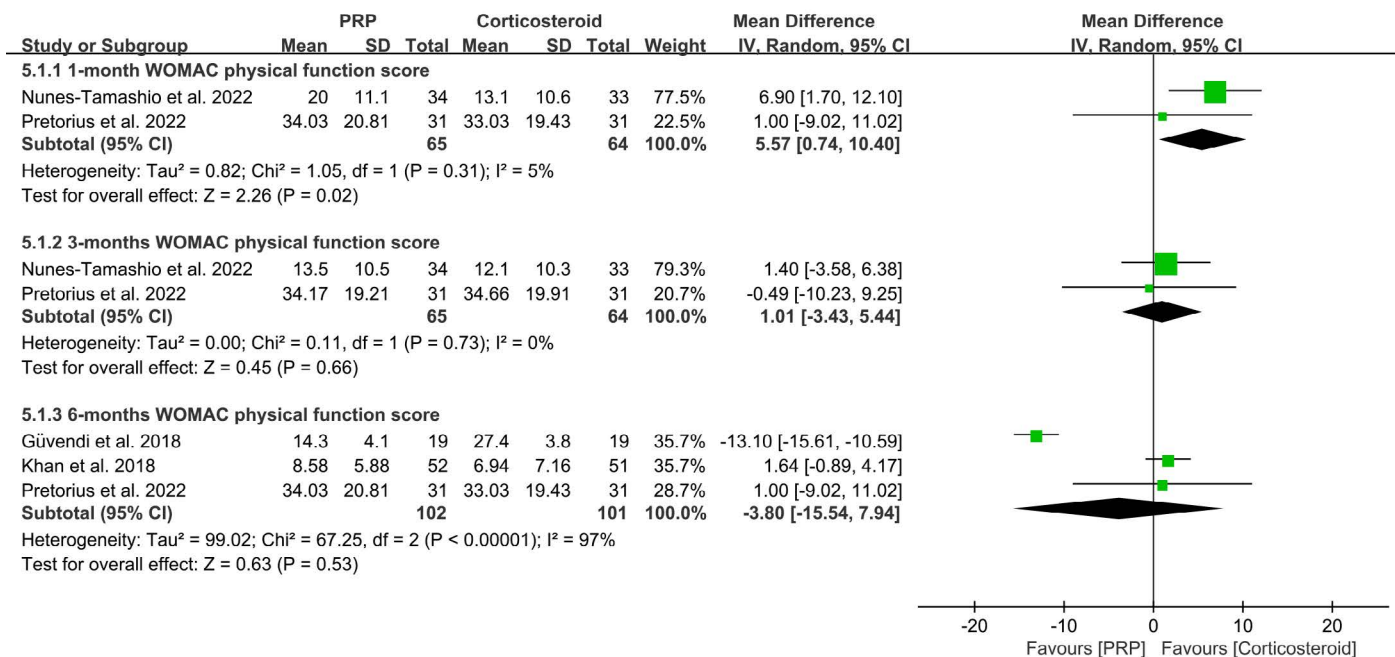 PRP Corticosteroid Mean Difference Mean Difference
Study or Subgroup Mean SD Total Mean SD Total Weight IV, Random, 95% CI IV, Random, 95% CI
5.1.1 1-month WOMAC physical function score
Nunes-Tamashio et al. 2022 20 11.1 34 13.1 10.6 33 77.5% 6.90 [1.70, 12.10]
Pretorius et al. 2022 34.03 20.81 31 33.03 19.43 31 22.5% 1.00 [-9.02, 11.02]
Subtotal (95% CI) 65 64 100.0% 5.57 [0.74, 10.40]
Heterogeneity: Tau² = 0.82; Chi² = 1.05, df = 1 (P = 0.31); I² = 5%
Test for overall effect: Z = 2.26 (P = 0.02)
5.1.2 3-months WOMAC physical function score
Nunes-Tamashio et al. 2022 13.5 10.5 34 12.1 10.3 33 79.3% 1.40 [-3.58, 6.38]
Pretorius et al. 2022 34.17 19.21 31 34.66 19.91 31 20.7% -0.49 [-10.23, 9.25]
Subtotal (95% CI) 65 64 100.0% 1.01 [-3.43, 5.44]
Heterogeneity: Tau² = 0.00; Chi² = 0.11, df = 1 (P = 0.73); I² = 0%
Test for overall effect: Z = 0.45 (P = 0.66)
5.1.3 6-months WOMAC physical function score
Güvendi et al. 2018 14.3 4.1 19 27.4 3.8 19 35.7% -13.10 [-15.61, -10.59]
Khan et al. 2018 8.58 5.88 52 6.94 7.16 51 35.7% 1.64 [-0.89, 4.17]
Pretorius et al. 2022 34.03 20.81 31 33.03 19.43 31 28.7% 1.00 [-9.02, 11.02]
Subtotal (95% CI) 102 101 100.0% -3.80 [-15.54, 7.94]
Heterogeneity: Tau² = 99.02; Chi² = 67.25, df = 2 (P < 0.00001); I² = 97%
Test for overall effect: Z = 0.63 (P = 0.53)
-20 -10 0 10 20
Favours [PRP] Favours [Corticosteroid]